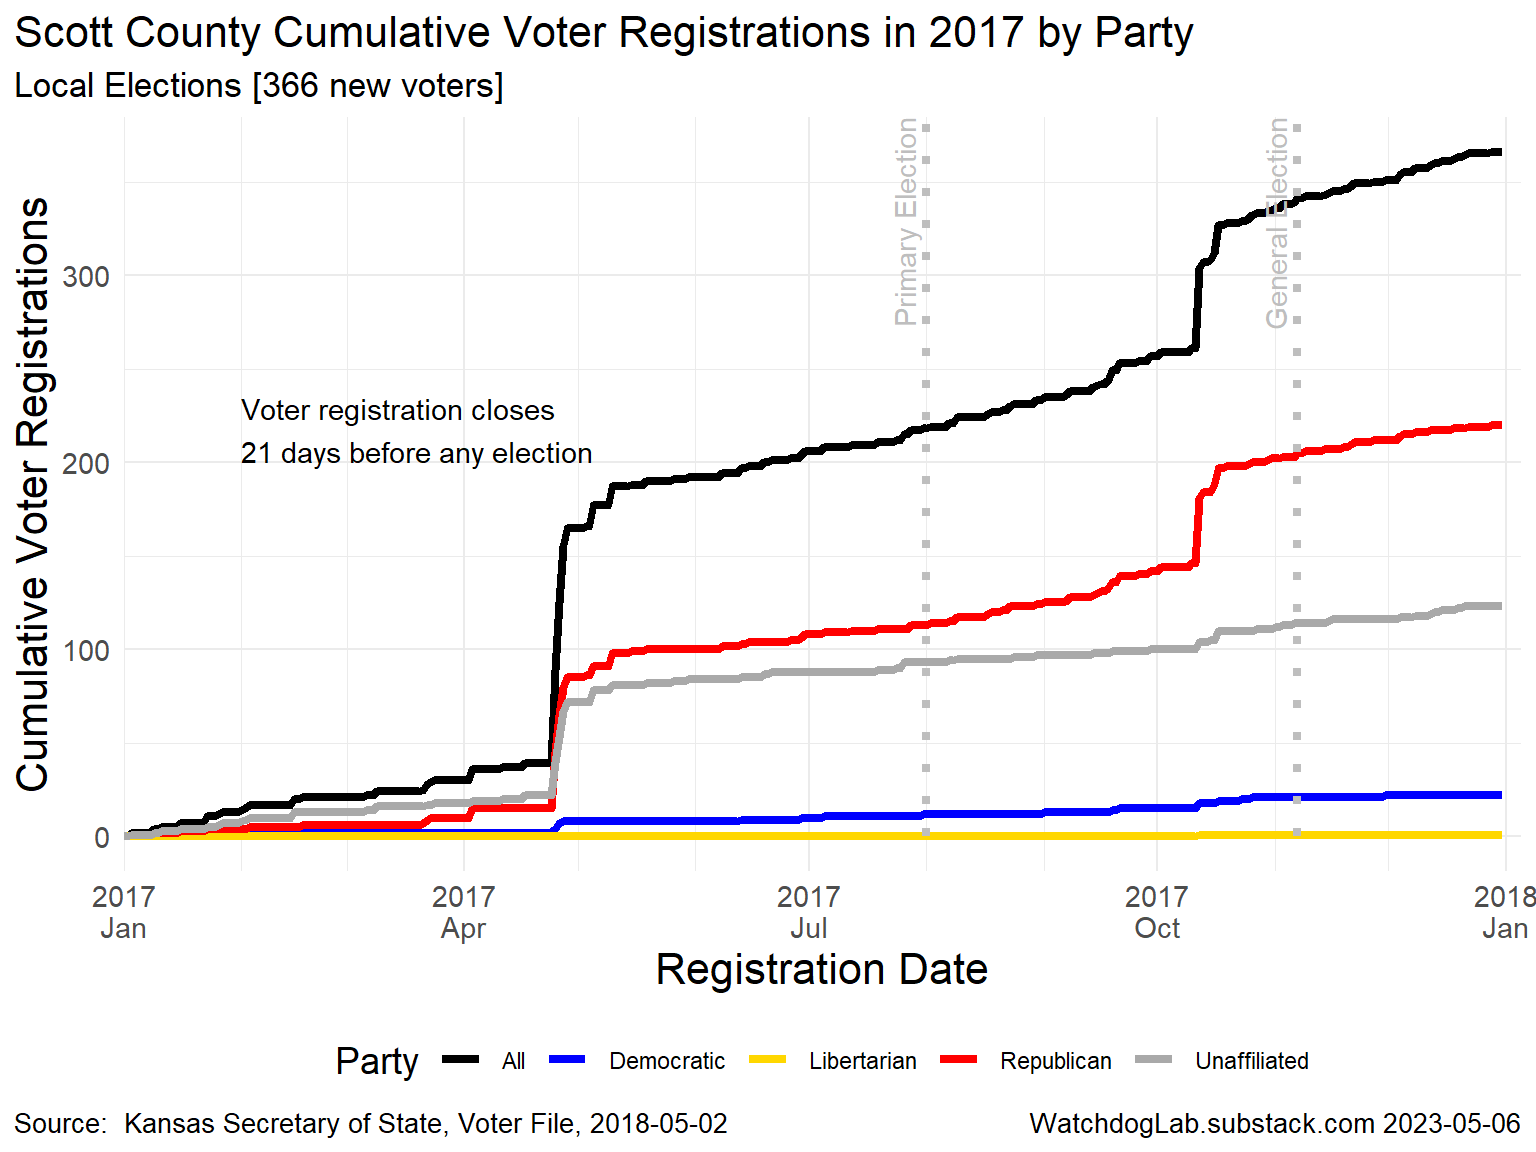 Scott County Cumulative Voter Registrations in 2017 by Party
Local Elections [366 new voters]
Cumulative Voter Registrations
300
200
100
0
Voter registration closes
21 days before any election
Primary Election
General Election
2017
Jan
2017
Apr
2017
Jul
2017
Oct
2018
Jan
Registration Date
Party All Democratic Libertarian Republican Unaffiliated
Source:  Kansas Secretary of State, Voter File, 2018-05-02
WatchdogLab.substack.com 2023-05-06